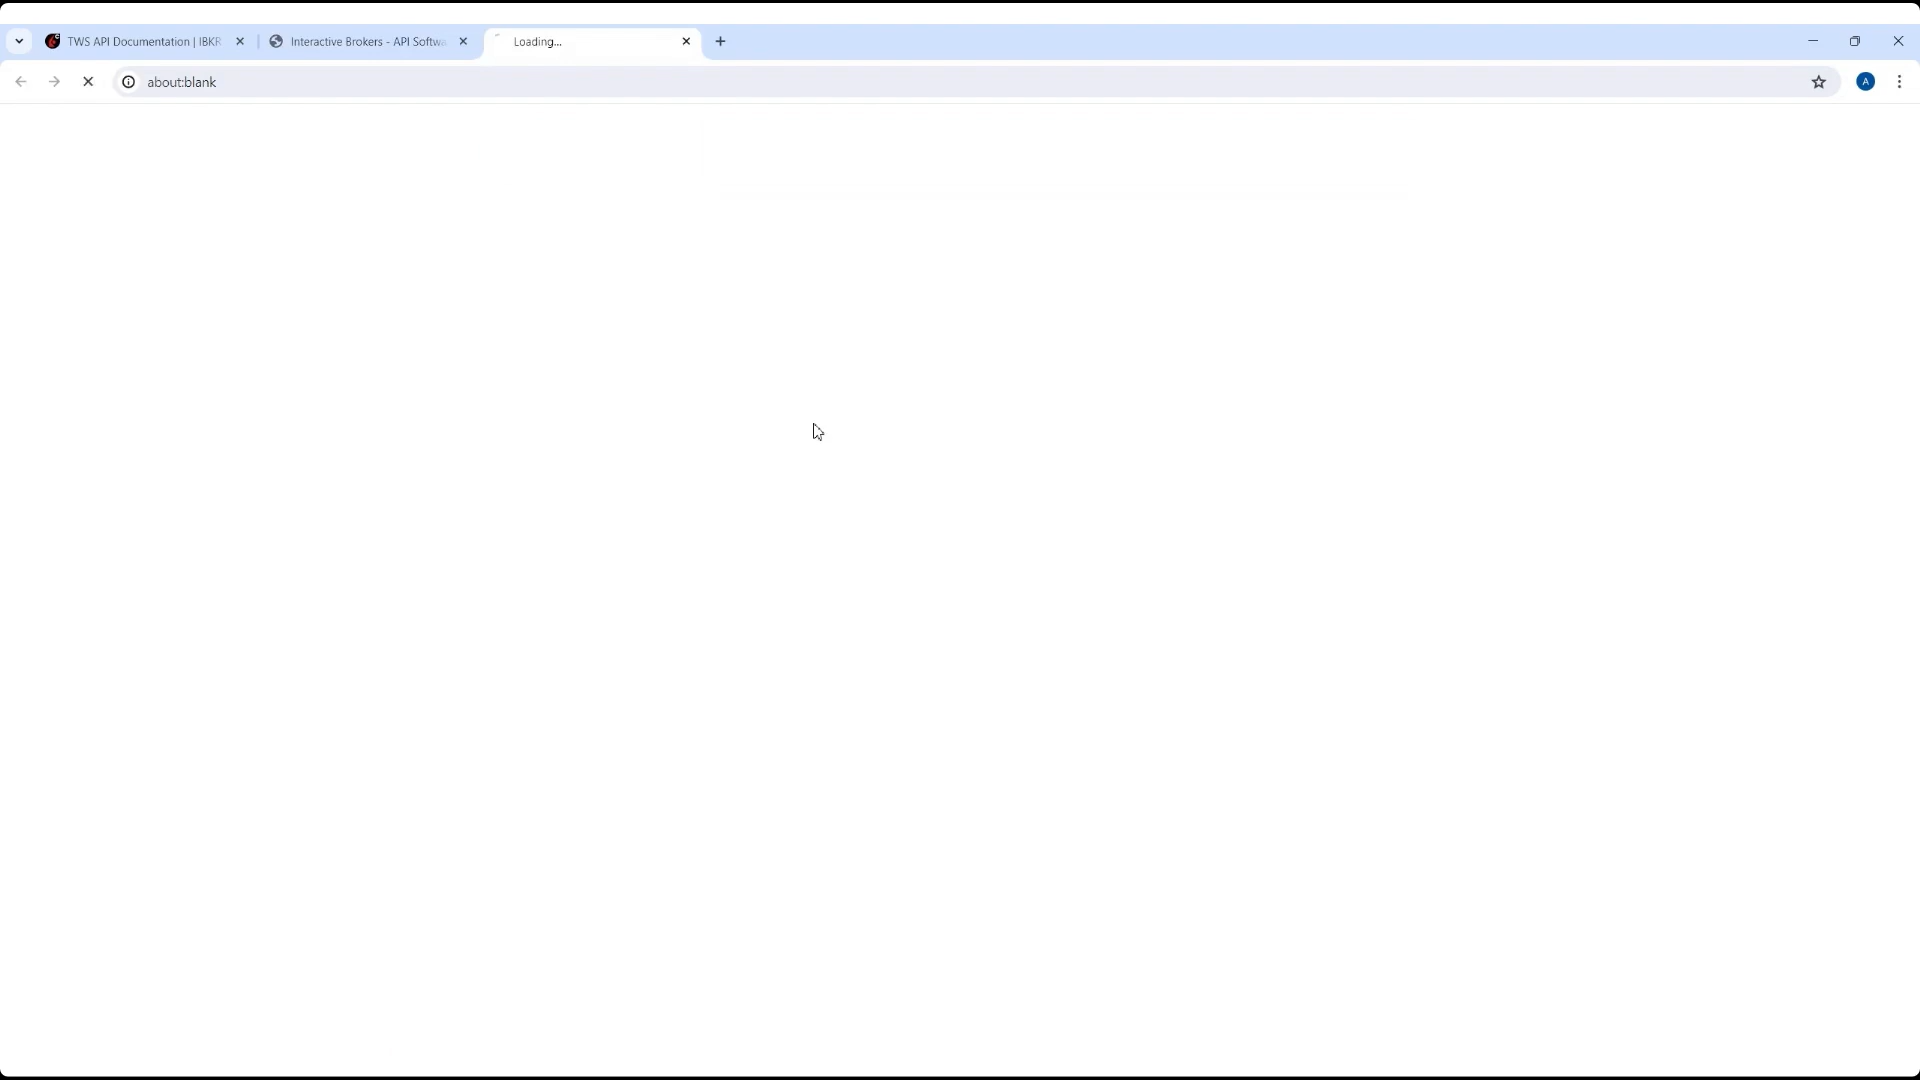 TWS API Documentation | IBKR
Interactive Brokers - API Softwa
Loading...
about:blank
A